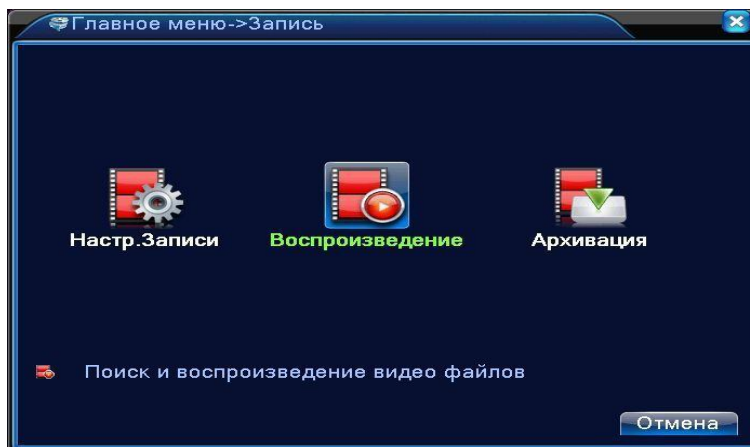 Главное меню->Запись
Настр.Записи Воспроизведение Архивация
Поиск и воспроизведение видео файлов
Отмена